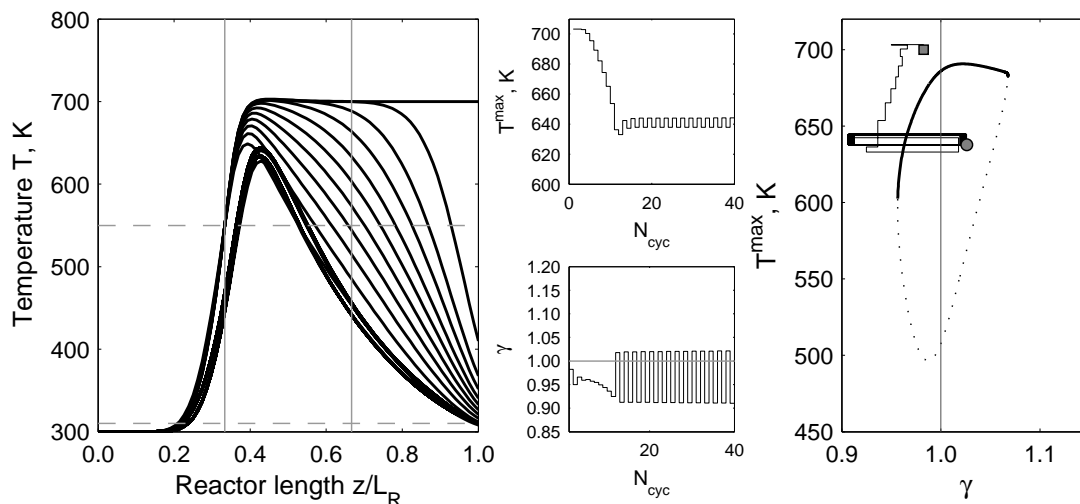 800
700
600
500
400
300
0.0 0.2 0.4 0.6 0.8 1.0
Temperature T, K
Reactor length z/L_R
700
680
660
640
620
600
0 10 20 30 40
T^max, K
N_cyc
1.20
1.15
1.10
1.05
1.00
0.95
0.90
0.85
20 40
γ
N_cyc
700
650
600
550
500
450
0.9 1.0 1.1
T^max, K
γ